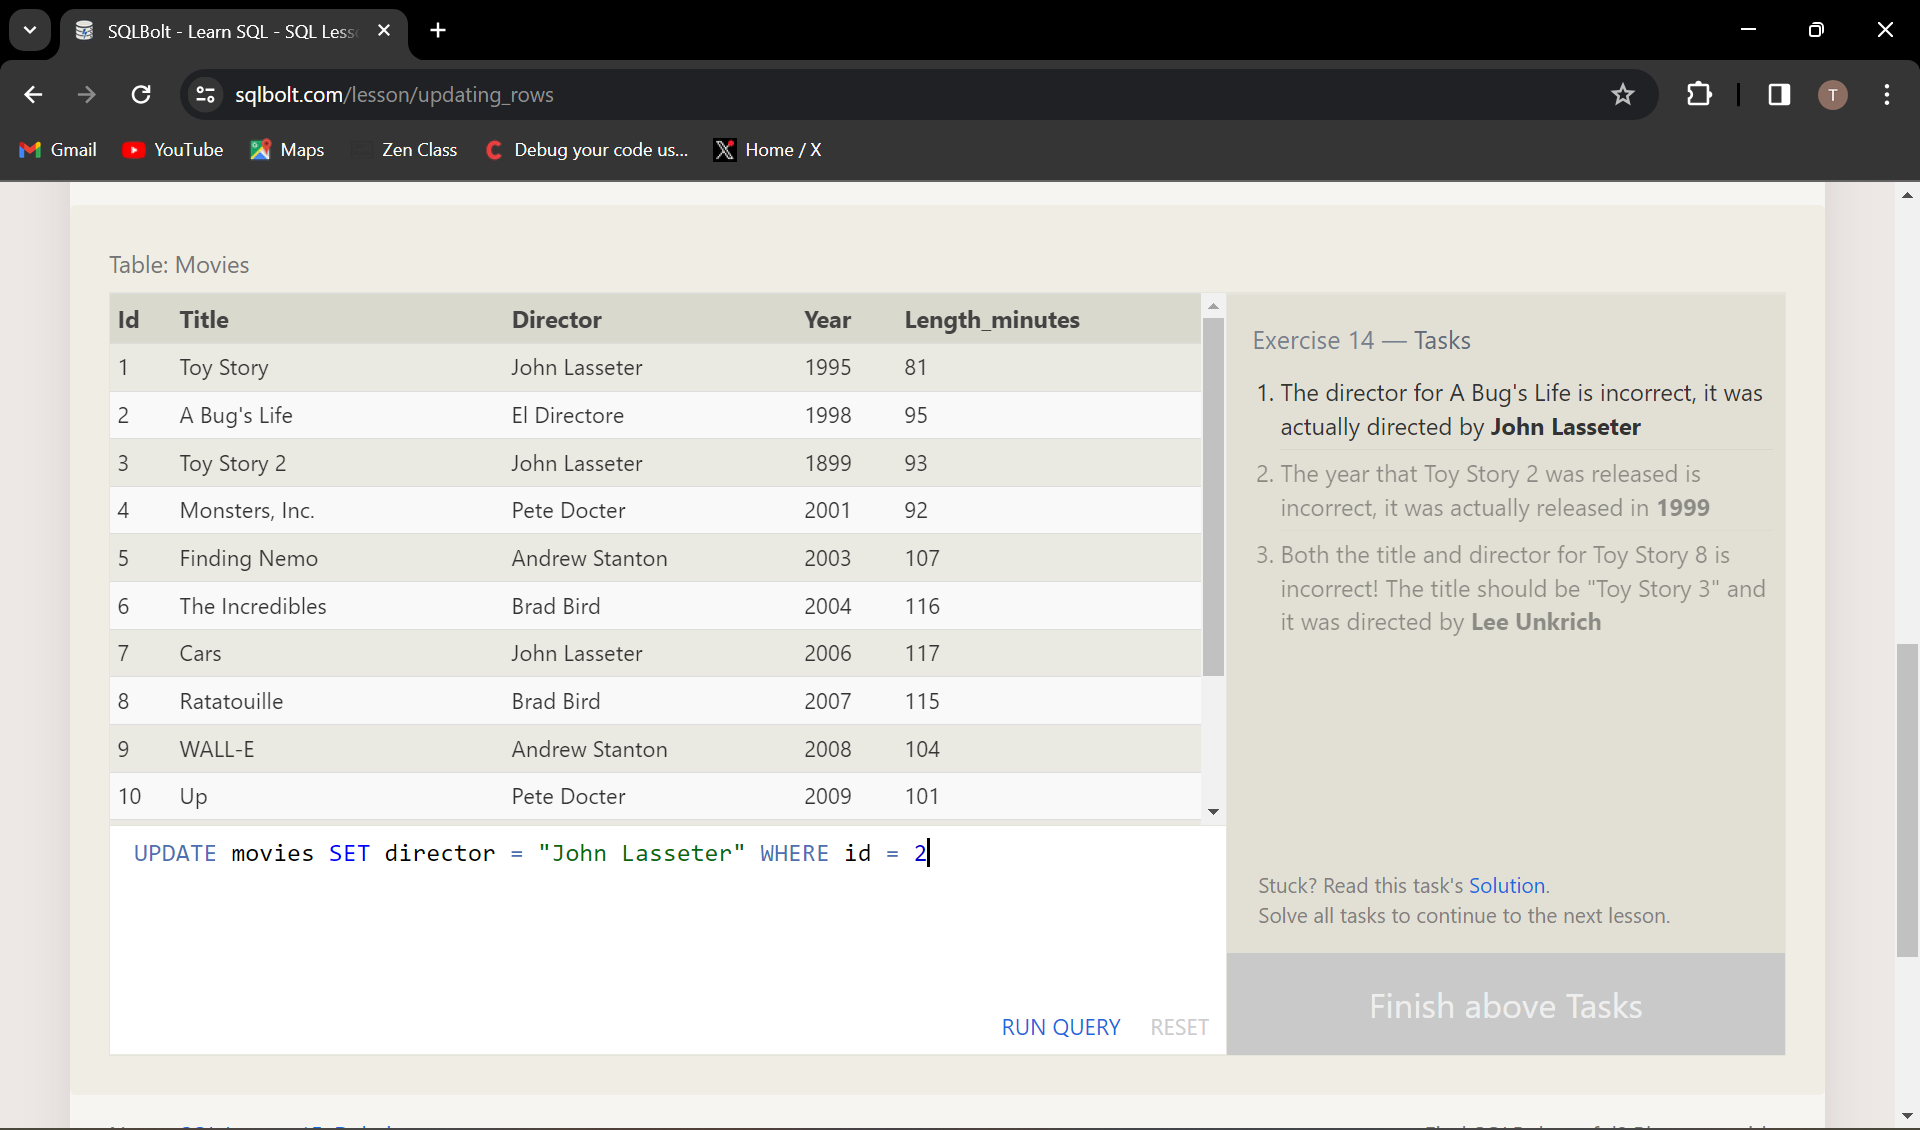 SQLBolt - Learn SQL - SQL Less
sqlbolt.com/lesson/updating_rows
T
Gmail
YouTube
Maps
Zen Class
Debug your code us...
Home / X
Table: Movies
Id Title Director Year Length_minutes
1 Toy Story John Lasseter 1995 81
2 A Bug's Life El Directore 1998 95
3 Toy Story 2 John Lasseter 1899 93
4 Monsters, Inc. Pete Docter 2001 92
5 Finding Nemo Andrew Stanton 2003 107
6 The Incredibles Brad Bird 2004 116
7 Cars John Lasseter 2006 117
8 Ratatouille Brad Bird 2007 115
9 WALL-E Andrew Stanton 2008 104
10 Up Pete Docter 2009 101
UPDATE movies SET director = "John Lasseter" WHERE id = 2
RUN QUERY RESET
Exercise 14 — Tasks
1. The director for A Bug's Life is incorrect, it was
actually directed by John Lasseter
2. The year that Toy Story 2 was released is
incorrect, it was actually released in 1999
3. Both the title and director for Toy Story 8 is
incorrect! The title should be "Toy Story 3" and
it was directed by Lee Unkrich
Stuck? Read this task's Solution.
Solve all tasks to continue to the next lesson.
Finish above Tasks